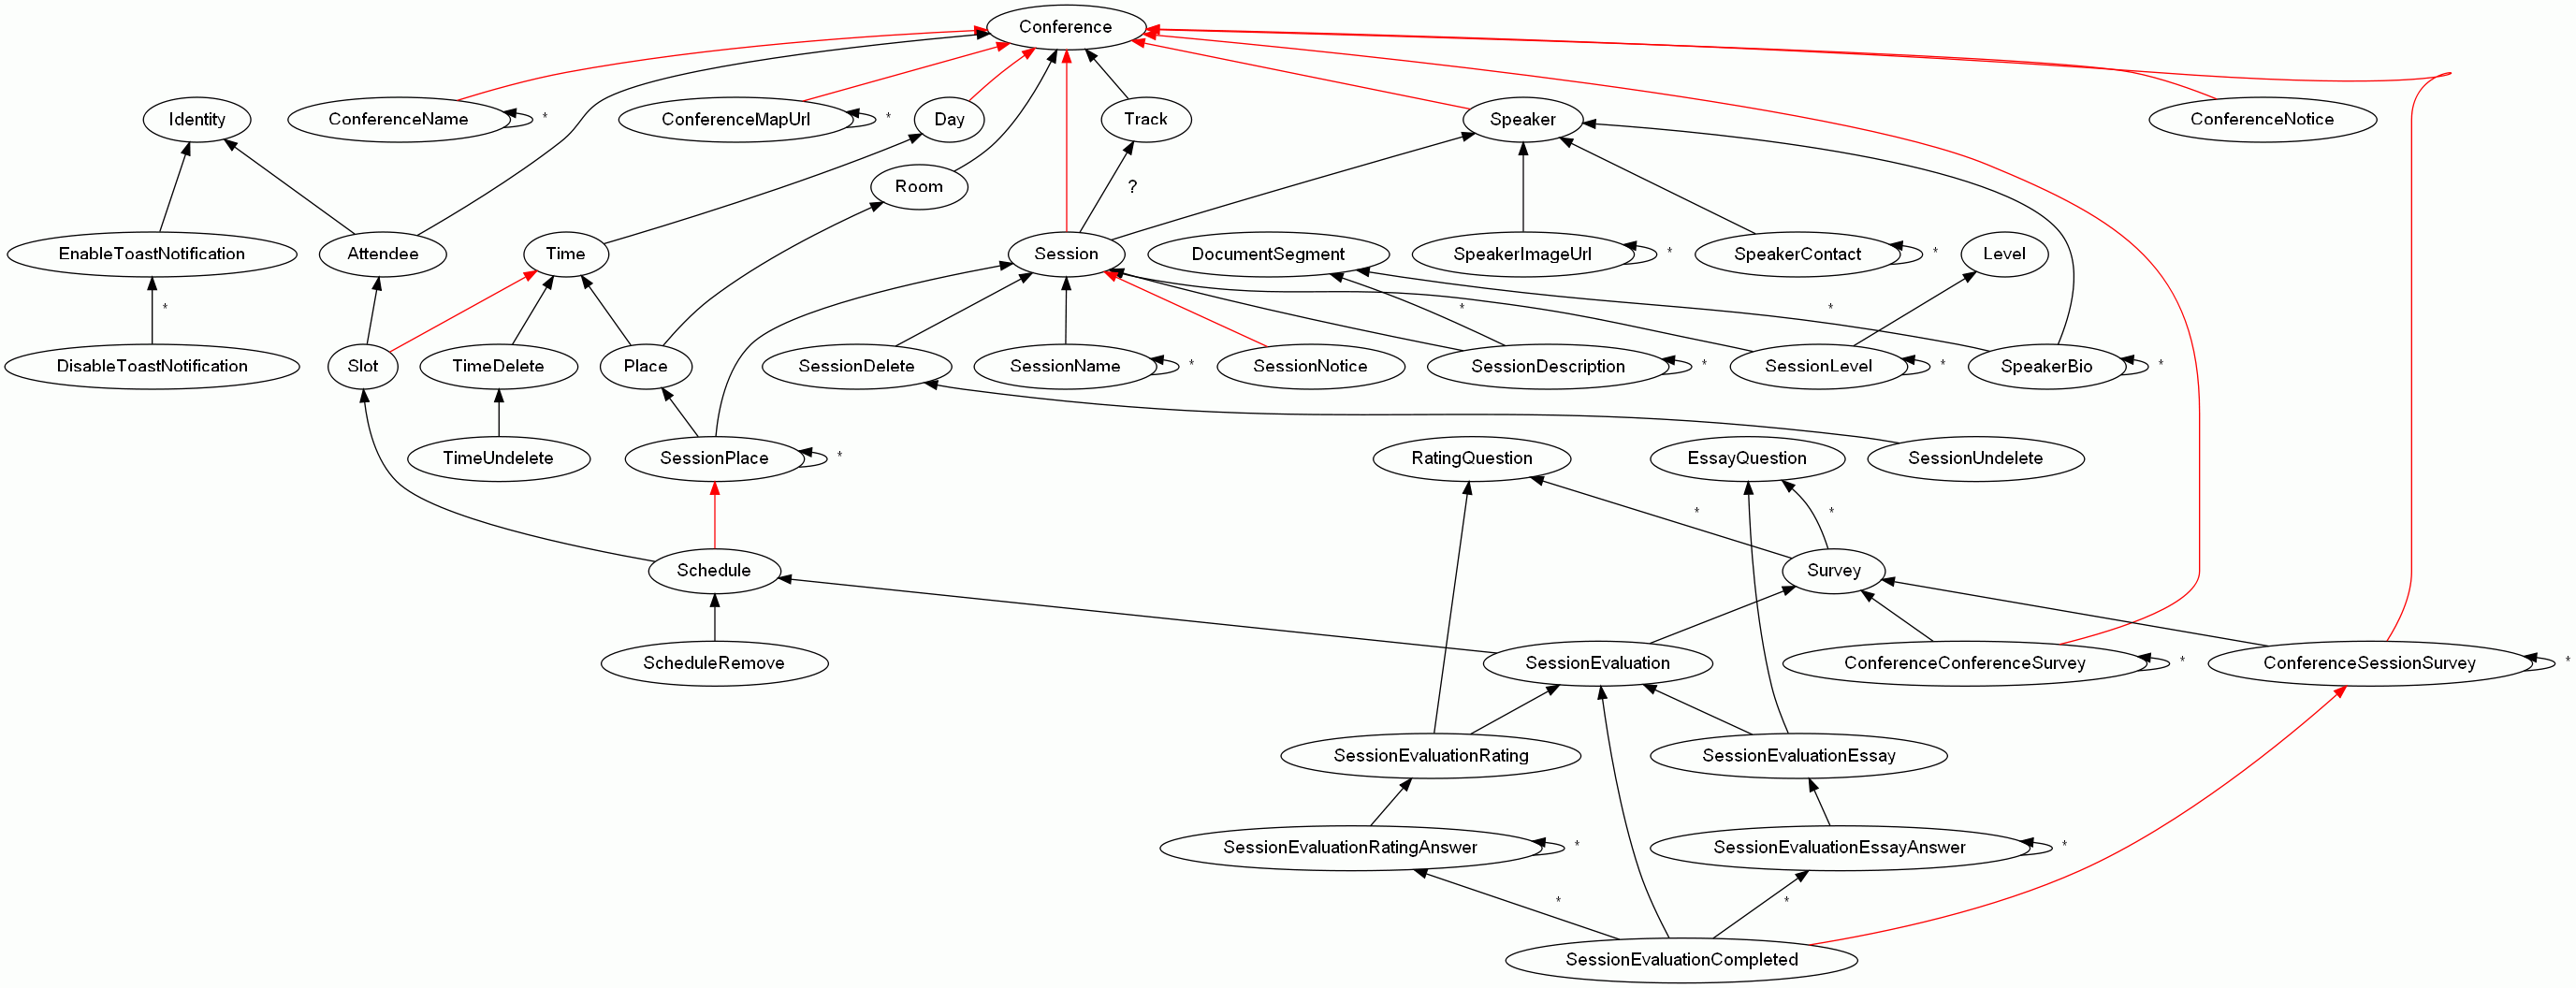 Conference
Identity
ConferenceName
*
ConferenceMapUrl
*
Day
Track
Speaker
ConferenceNotice
Room
?
EnableToastNotification
Attendee
Time
Session
DocumentSegment
SpeakerImageUrl
*
SpeakerContact
*
Level
*
*
*
DisableToastNotification
Slot
TimeDelete
Place
SessionDelete
SessionName
*
SessionNotice
SessionDescription
*
SessionLevel
*
SpeakerBio
*
TimeUndelete
SessionPlace
*
RatingQuestion
EssayQuestion
SessionUndelete
*
*
Schedule
Survey
ScheduleRemove
SessionEvaluation
ConferenceConferenceSurvey
*
ConferenceSessionSurvey
*
SessionEvaluationRating
SessionEvaluationEssay
SessionEvaluationRatingAnswer
*
SessionEvaluationEssayAnswer
*
*
*
SessionEvaluationCompleted